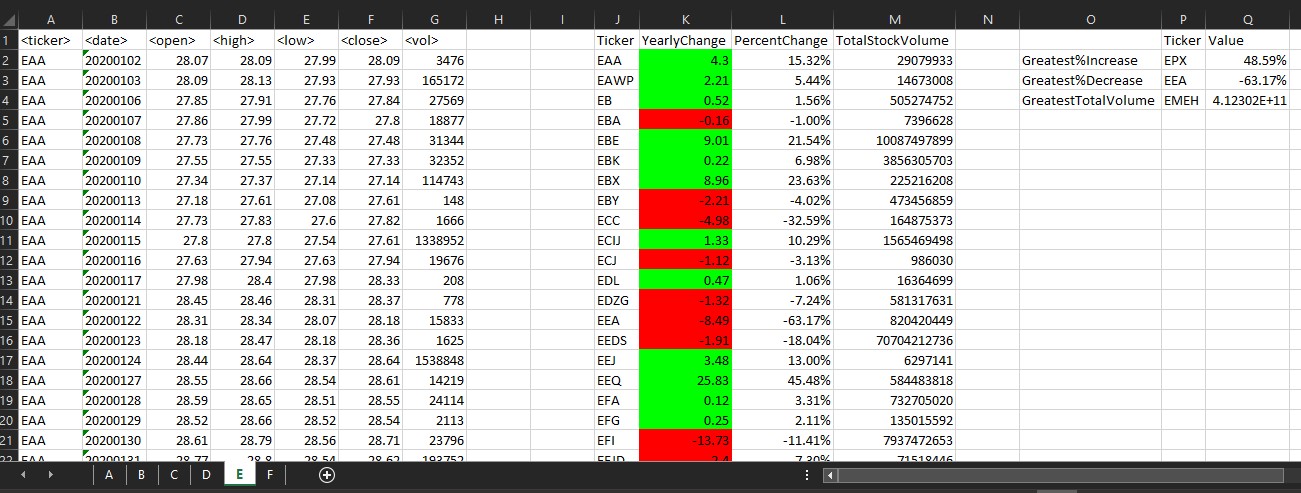 A B C D E F G H I J K L M N O P Q
1 <ticker> <date> <open> <high> <low> <close> <vol> Ticker YearlyChange PercentChange TotalStockVolume Ticker Value
2 EAA 20200102 28.07 28.09 27.99 28.09 3476 EAA 4.3 15.32% 29079933 Greatest%Increase EPX 48.59%
3 EAA 20200103 28.09 28.13 27.93 27.93 165172 EAWP 2.21 5.44% 14673008 Greatest%Decrease EEA -63.17%
4 EAA 20200106 27.85 27.91 27.76 27.84 27569 EB 0.52 1.56% 505274752 GreatestTotalVolume EMEH 4.12302E+11
5 EAA 20200107 27.86 27.99 27.72 27.8 18877 EBA -0.16 -1.00% 7396628
6 EAA 20200108 27.73 27.76 27.48 27.48 31344 EBE 9.01 21.54% 10087497899
7 EAA 20200109 27.55 27.55 27.33 27.33 32352 EBK 0.22 6.98% 3856305703
8 EAA 20200110 27.34 27.37 27.14 27.14 114743 EBX 8.96 23.63% 225216208
9 EAA 20200113 27.18 27.61 27.08 27.61 148 EBY -2.21 -4.02% 473456859
10 EAA 20200114 27.73 27.83 27.6 27.82 1666 ECC -4.98 -32.59% 164875373
11 EAA 20200115 27.8 27.8 27.54 27.61 1338952 ECIJ 1.33 10.29% 1565469498
12 EAA 20200116 27.63 27.94 27.63 27.94 19676 ECJ -1.12 -3.13% 986030
13 EAA 20200117 27.98 28.4 27.98 28.33 208 EDL 0.47 1.06% 16364699
14 EAA 20200121 28.45 28.46 28.31 28.37 778 EDZG -1.32 -7.24% 581317631
15 EAA 20200122 28.31 28.34 28.07 28.18 15833 EEA -8.49 -63.17% 820420449
16 EAA 20200123 28.18 28.47 28.18 28.36 1625 EEDS -1.91 -18.04% 70704212736
17 EAA 20200124 28.44 28.64 28.37 28.64 1538848 EEJ 3.48 13.00% 6297141
18 EAA 20200127 28.55 28.66 28.54 28.61 14219 EEQ 25.83 45.48% 584483818
19 EAA 20200128 28.59 28.65 28.51 28.55 24114 EFA 0.12 3.31% 732705020
20 EAA 20200129 28.52 28.66 28.52 28.54 2113 EFG 0.25 2.11% 135015592
21 EAA 20200130 28.61 28.79 28.56 28.71 23796 EFI -13.73 -11.41% 7937472653
22 EAA 20200131 28.77 28.8 28.54 28.62
A B C D E F